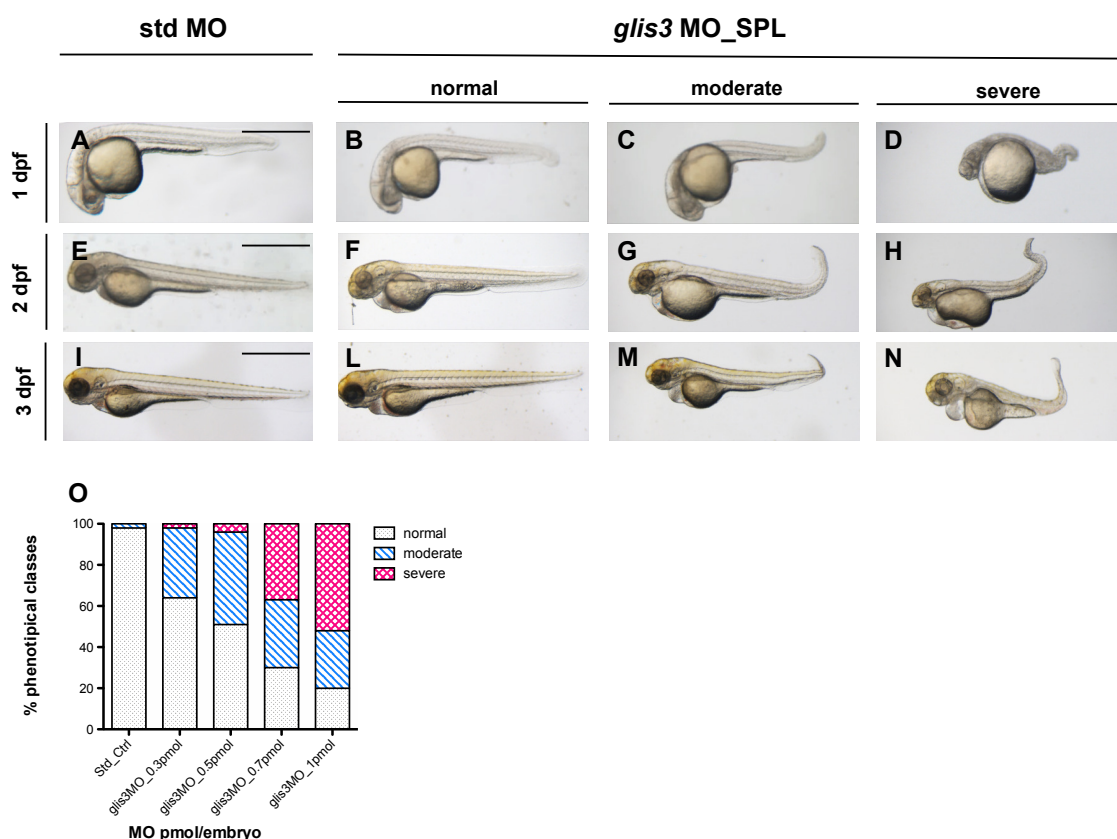 std MO
glis3 MO_SPL
normal
moderate
severe
1 dpf
A
B
C
D
2 dpf
E
F
G
H
3 dpf
I
L
M
N
O
% phenotipical classes
100
80
60
40
20
0
normal
moderate
severe
Std_Ctrl
glis3MO_0.3pmol
glis3MO_0.5pmol
glis3MO_0.7pmol
glis3MO_1pmol
MO pmol/embryo